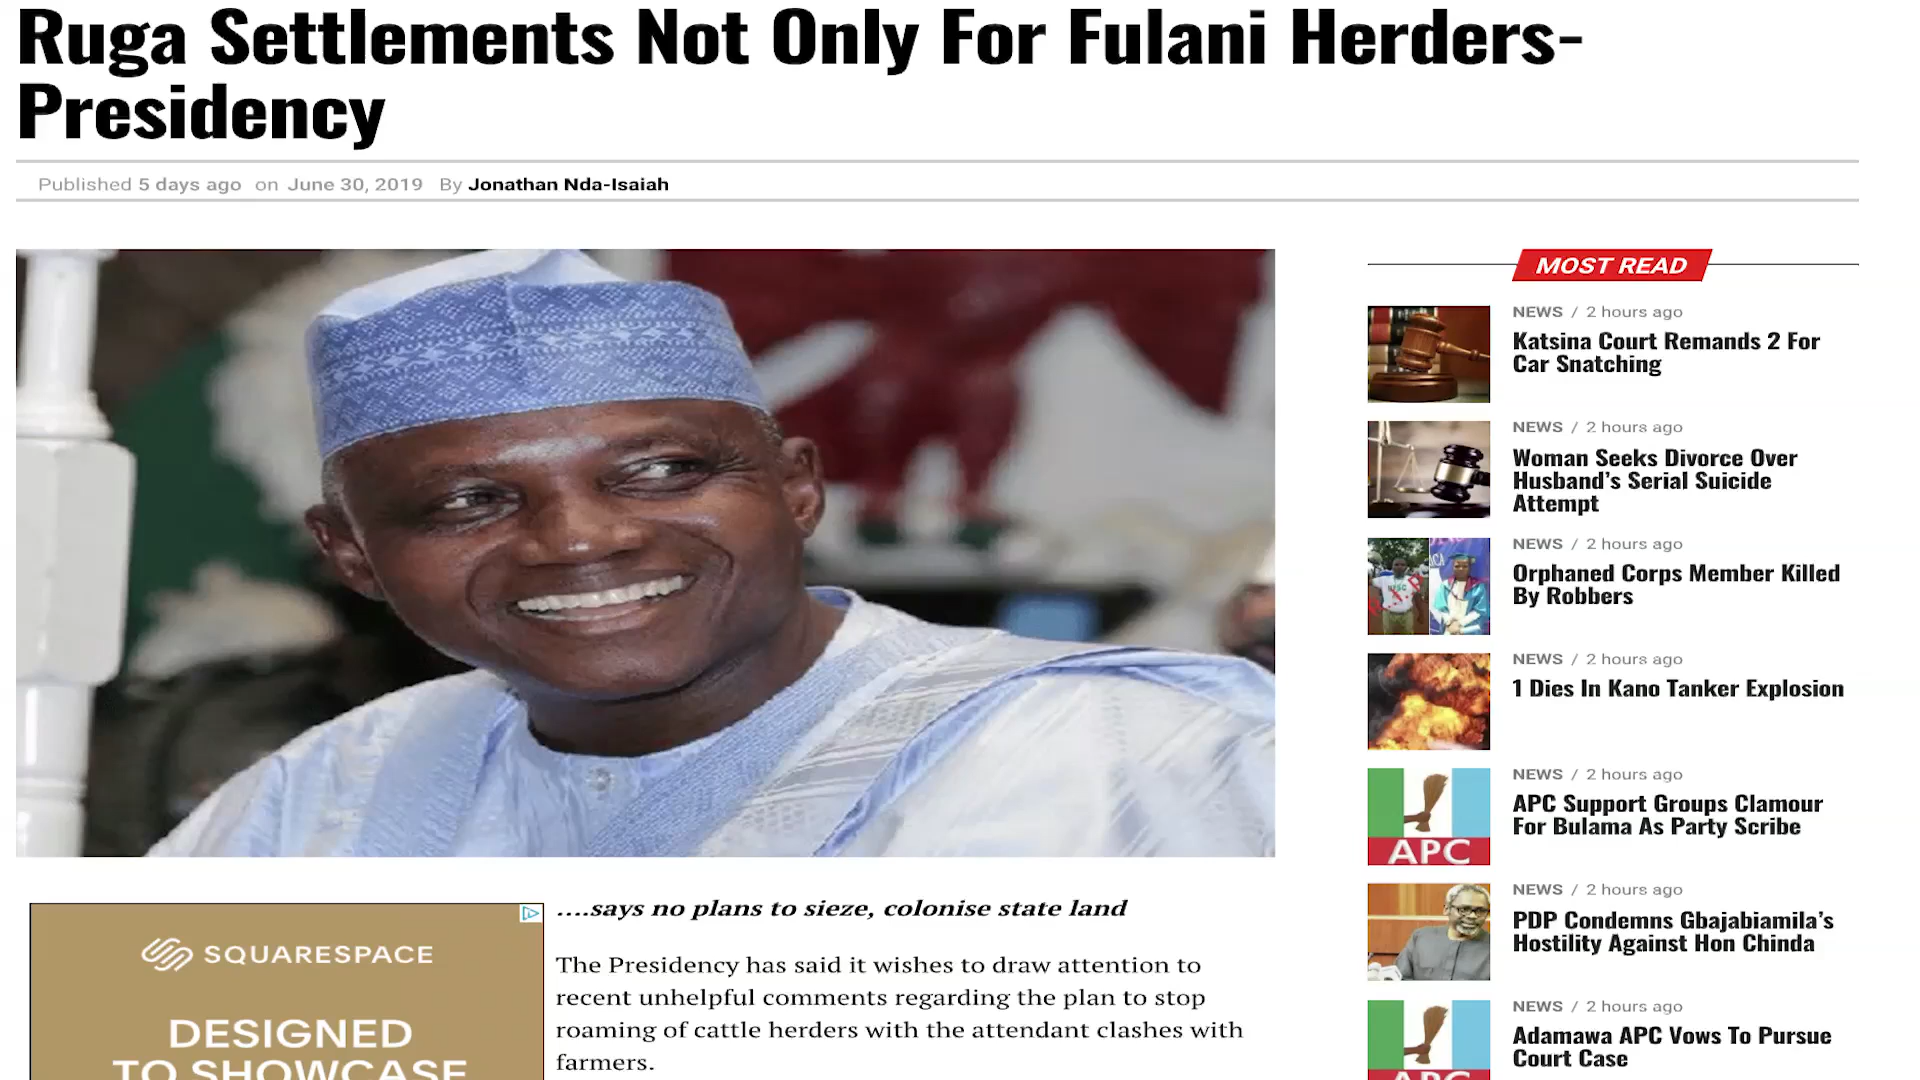 Ruga Settlements Not Only For Fulani Herders-
Presidency
Published 5 days ago on June 30, 2019 By Jonathan Nda-Isaiah
MOST READ
NEWS / 2 hours ago
Katsina Court Remands 2 For
Car Snatching
NEWS / 2 hours ago
Woman Seeks Divorce Over
Husband's Serial Suicide
Attempt
NEWS / 2 hours ago
Orphaned Corps Member Killed
By Robbers
NEWS / 2 hours ago
1 Dies In Kano Tanker Explosion
NEWS / 2 hours ago
APC Support Groups Clamour
For Bulama As Party Scribe
APC
NEWS / 2 hours ago
PDP Condemns Gbajabiamila's
Hostility Against Hon Chinda
NEWS / 2 hours ago
Adamawa APC Vows To Pursue
Court Case
APC
....says no plans to sieze, colonise state land
The Presidency has said it wishes to draw attention to
recent unhelpful comments regarding the plan to stop
roaming of cattle herders with the attendant clashes with
farmers.
SQUARESPACE
DESIGNED
TO SHOWCASE